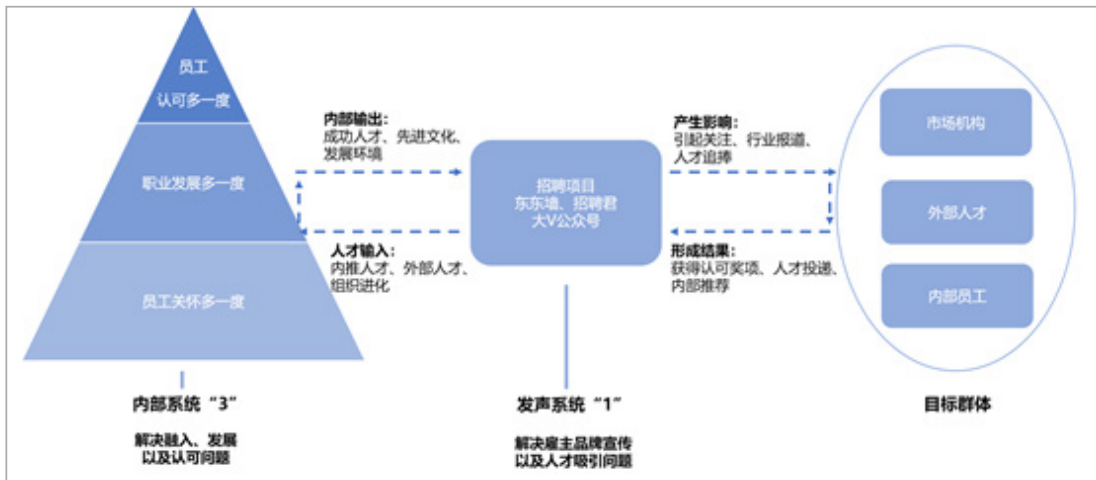 员工
认可多一度
职业发展多一度
员工关怀多一度
内部系统“3”
解决融入、发展
以及认可问题
内部输出:
成功人才、先进文化、
发展环境
人才输入:
内推人才、外部人才、
组织进化
招聘项目
东东墙、招聘君
大V公众号
发声系统“1”
解决雇主品牌宣传
以及人才吸引问题
产生影响:
引起关注、行业报道、
人才追捧
形成结果:
获得认可奖项、人才投递、
内部推荐
市场机构
外部人才
内部员工
目标群体